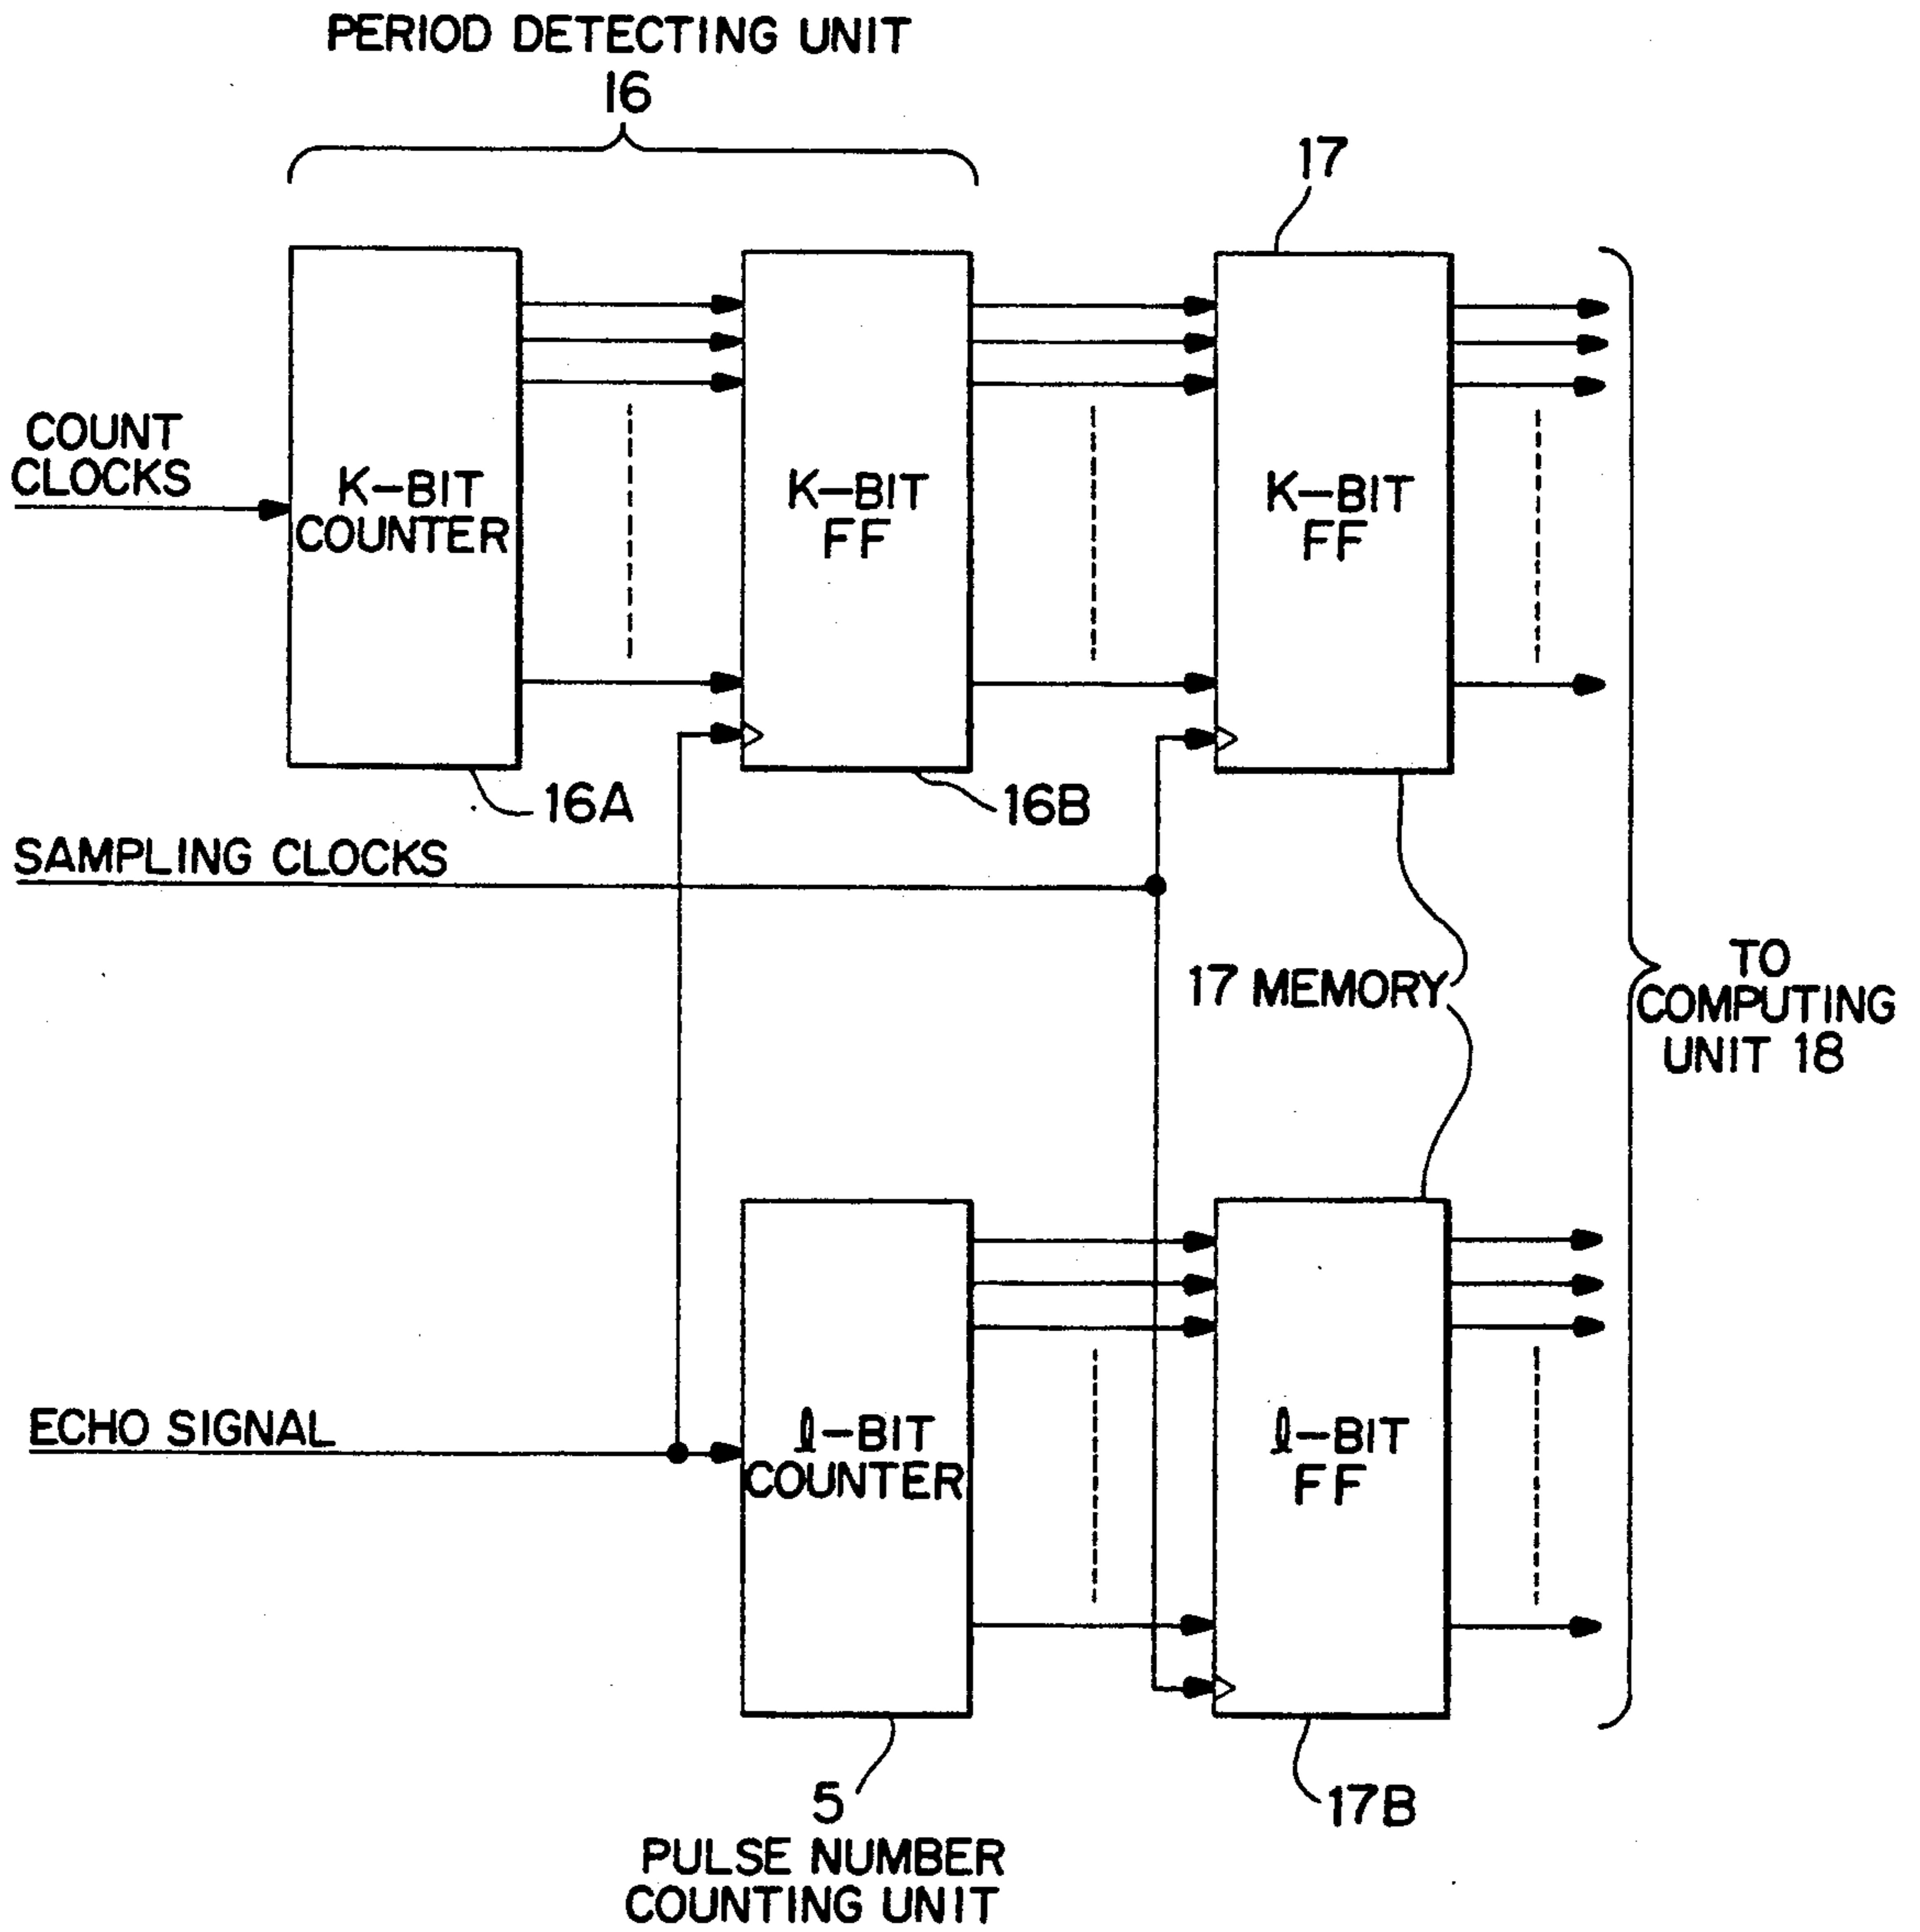 PERIOD DETECTING UNIT
16
17
COUNT
CLOCKS
K-BIT
COUNTER
K-BIT
FF
K-BIT
FF
16A
16B
SAMPLING CLOCKS
17 MEMORY
TO
COMPUTING
UNIT 18
ECHO SIGNAL
l-BIT
COUNTER
l-BIT
FF
5
PULSE NUMBER
COUNTING UNIT
17B